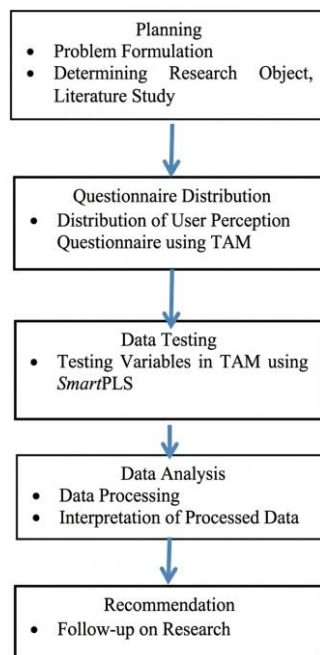 Planning
• Problem Formulation
• Determining Research Object,
Literature Study
Questionnaire Distribution
• Distribution of User Perception
Questionnaire using TAM
Data Testing
• Testing Variables in TAM using
SmartPLS
Data Analysis
• Data Processing
• Interpretation of Processed Data
Recommendation
• Follow-up on Research